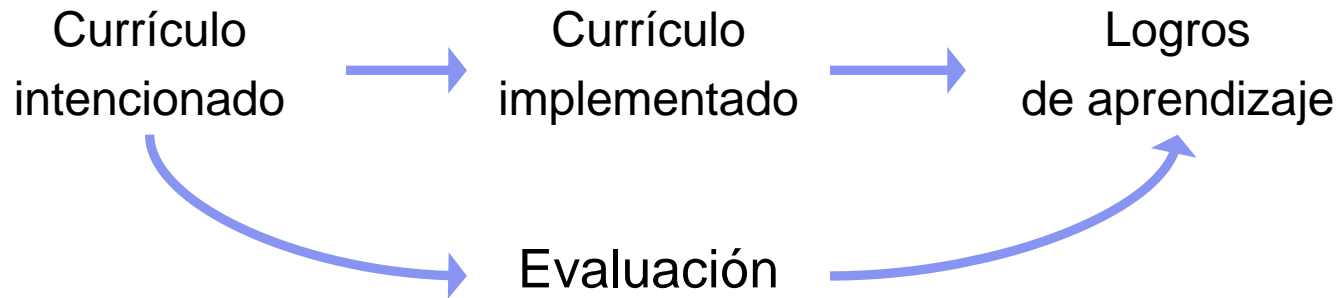 Currículo
intencionado
Currículo
implementado
Logros
de aprendizaje
Evaluación